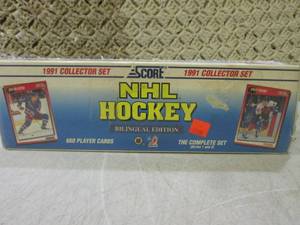 1991 COLLECTOR SET
SCORE
1991 COLLECTOR SET
NHL
HOCKEY
BILINGUAL EDITION
660 PLAYER CARDS
THE COMPLETE SET